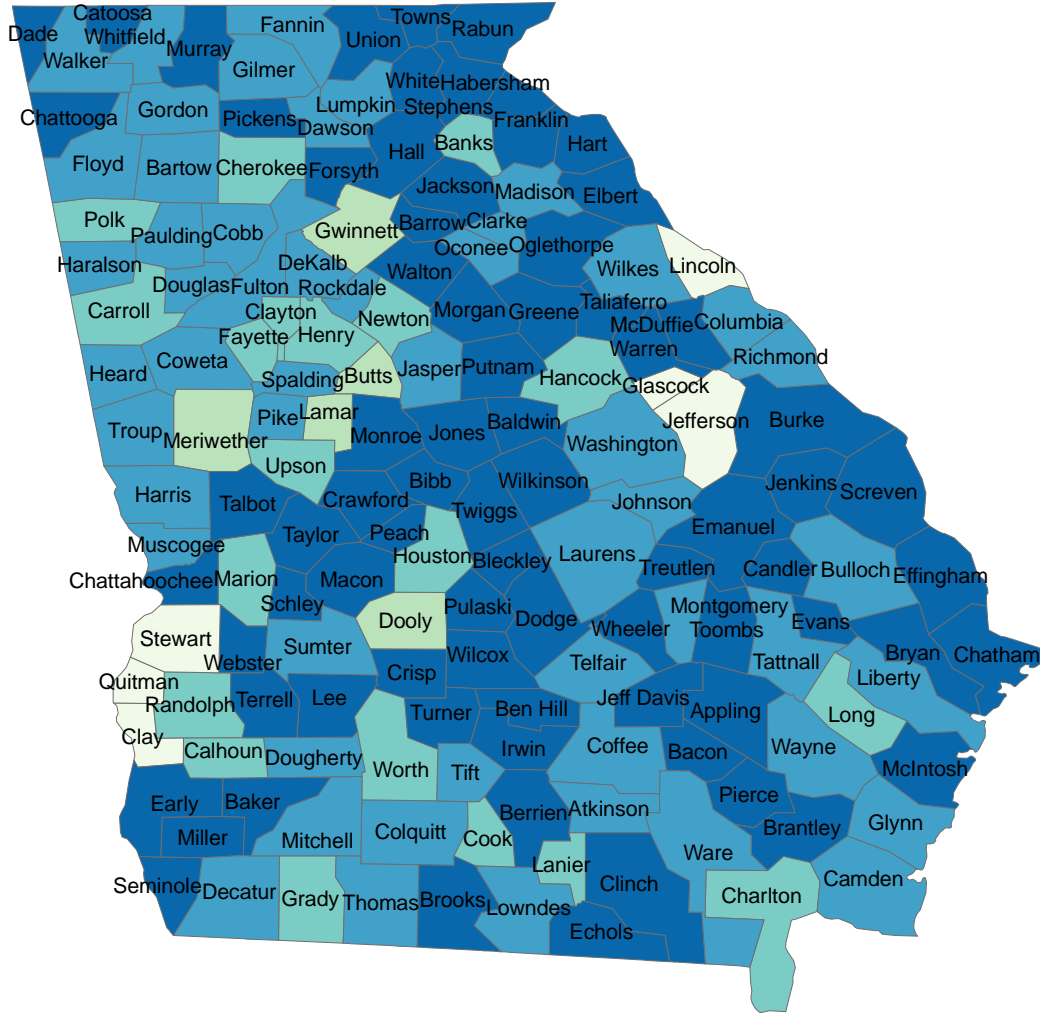 Catoosa
Towns
Dade
Whitfield
Fannin
Union
Rabun
Walker
Murray
Gilmer
White
Habersham
Chattooga
Gordon
Pickens
Lumpkin
Stephens
Dawson
Franklin
Floyd
Bartow
Cherokee
Forsyth
Hall
Banks
Hart
Jackson
Madison
Elbert
Polk
Paulding
Cobb
Gwinnett
Barrow
Clarke
Oconee
Oglethorpe
Haralson
DeKalb
Walton
Wilkes
Lincoln
Douglas
Fulton
Rockdale
Carroll
Clayton
Newton
Morgan
Greene
Taliaferro
McDuffie
Columbia
Fayette
Henry
Warren
Richmond
Heard
Coweta
Spalding
Butts
Jasper
Putnam
Hancock
Glascock
Troup
Meriwether
Pike
Lamar
Monroe
Jones
Baldwin
Washington
Jefferson
Burke
Upson
Harris
Talbot
Crawford
Bibb
Wilkinson
Jenkins
Screven
Twiggs
Johnson
Emanuel
Muscogee
Taylor
Peach
Houston
Bleckley
Laurens
Treutlen
Candler
Bulloch
Effingham
Chattahoochee
Marion
Schley
Macon
Stewart
Webster
Sumter
Dooly
Pulaski
Dodge
Wheeler
Montgomery
Toombs
Evans
Wilcox
Telfair
Tattnall
Bryan
Chatham
Quitman
Randolph
Terrell
Lee
Crisp
Turner
Ben Hill
Jeff Davis
Appling
Long
Liberty
Clay
Calhoun
Dougherty
Worth
Tift
Irwin
Coffee
Bacon
Wayne
McIntosh
Early
Baker
Miller
Mitchell
Colquitt
Cook
Berrien
Atkinson
Pierce
Brantley
Glynn
Seminole
Decatur
Grady
Thomas
Brooks
Lowndes
Lanier
Clinch
Echols
Ware
Charlton
Camden